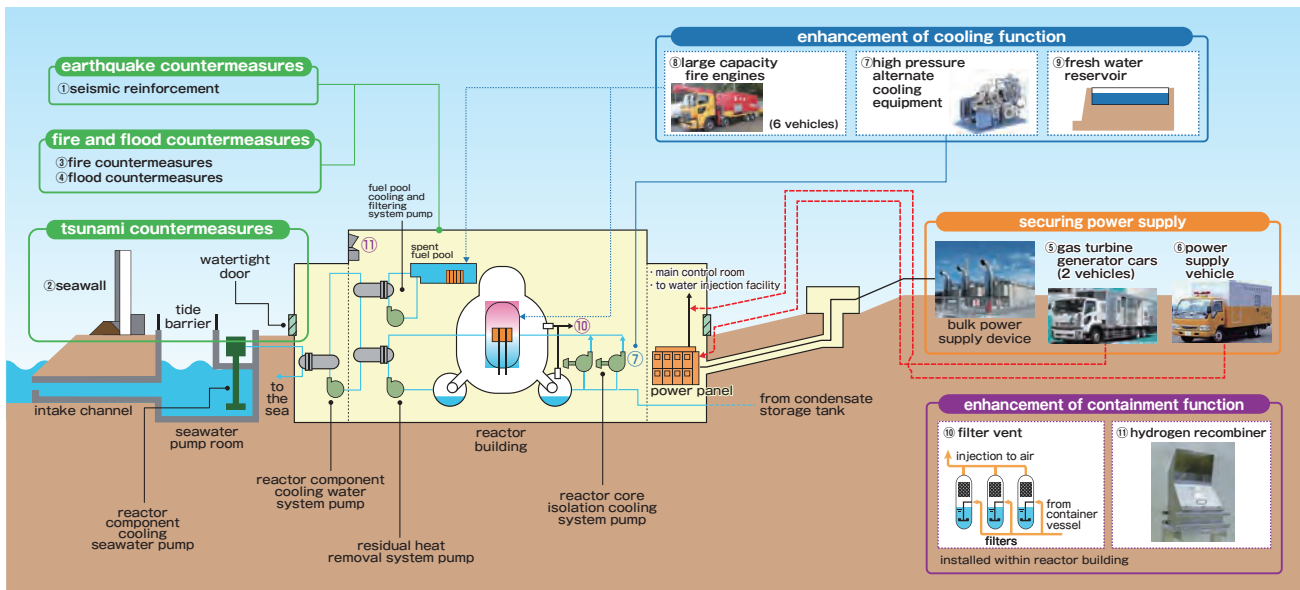 earthquake countermeasures
①seismic reinforcement
fire and flood countermeasures
③fire countermeasures
④flood countermeasures
tsunami countermeasures
②seawall
tide
barrier
watertight
door
enhancement of cooling function
⑧large capacity
fire engines
(6 vehicles)
⑦high pressure
alternate
cooling
equipment
⑨fresh water
reservoir
fuel pool
cooling and
filtering
system pump
⑪
spent
fuel pool
· main control room
· to water injection facility
⑩
⑦
power panel
securing power supply
bulk power
supply device
⑤gas turbine
generator cars
(2 vehicles)
⑥power
supply
vehicle
to
the
sea
intake channel
seawater
pump room
reactor
building
from condensate
storage tank
reactor
component
cooling
seawater pump
reactor component
cooling water
system pump
residual heat
removal system pump
reactor core
isolation cooling
system pump
enhancement of containment function
⑩filter vent
injection to air
from
container
vessel
filters
⑪hydrogen recombiner
installed within reactor building